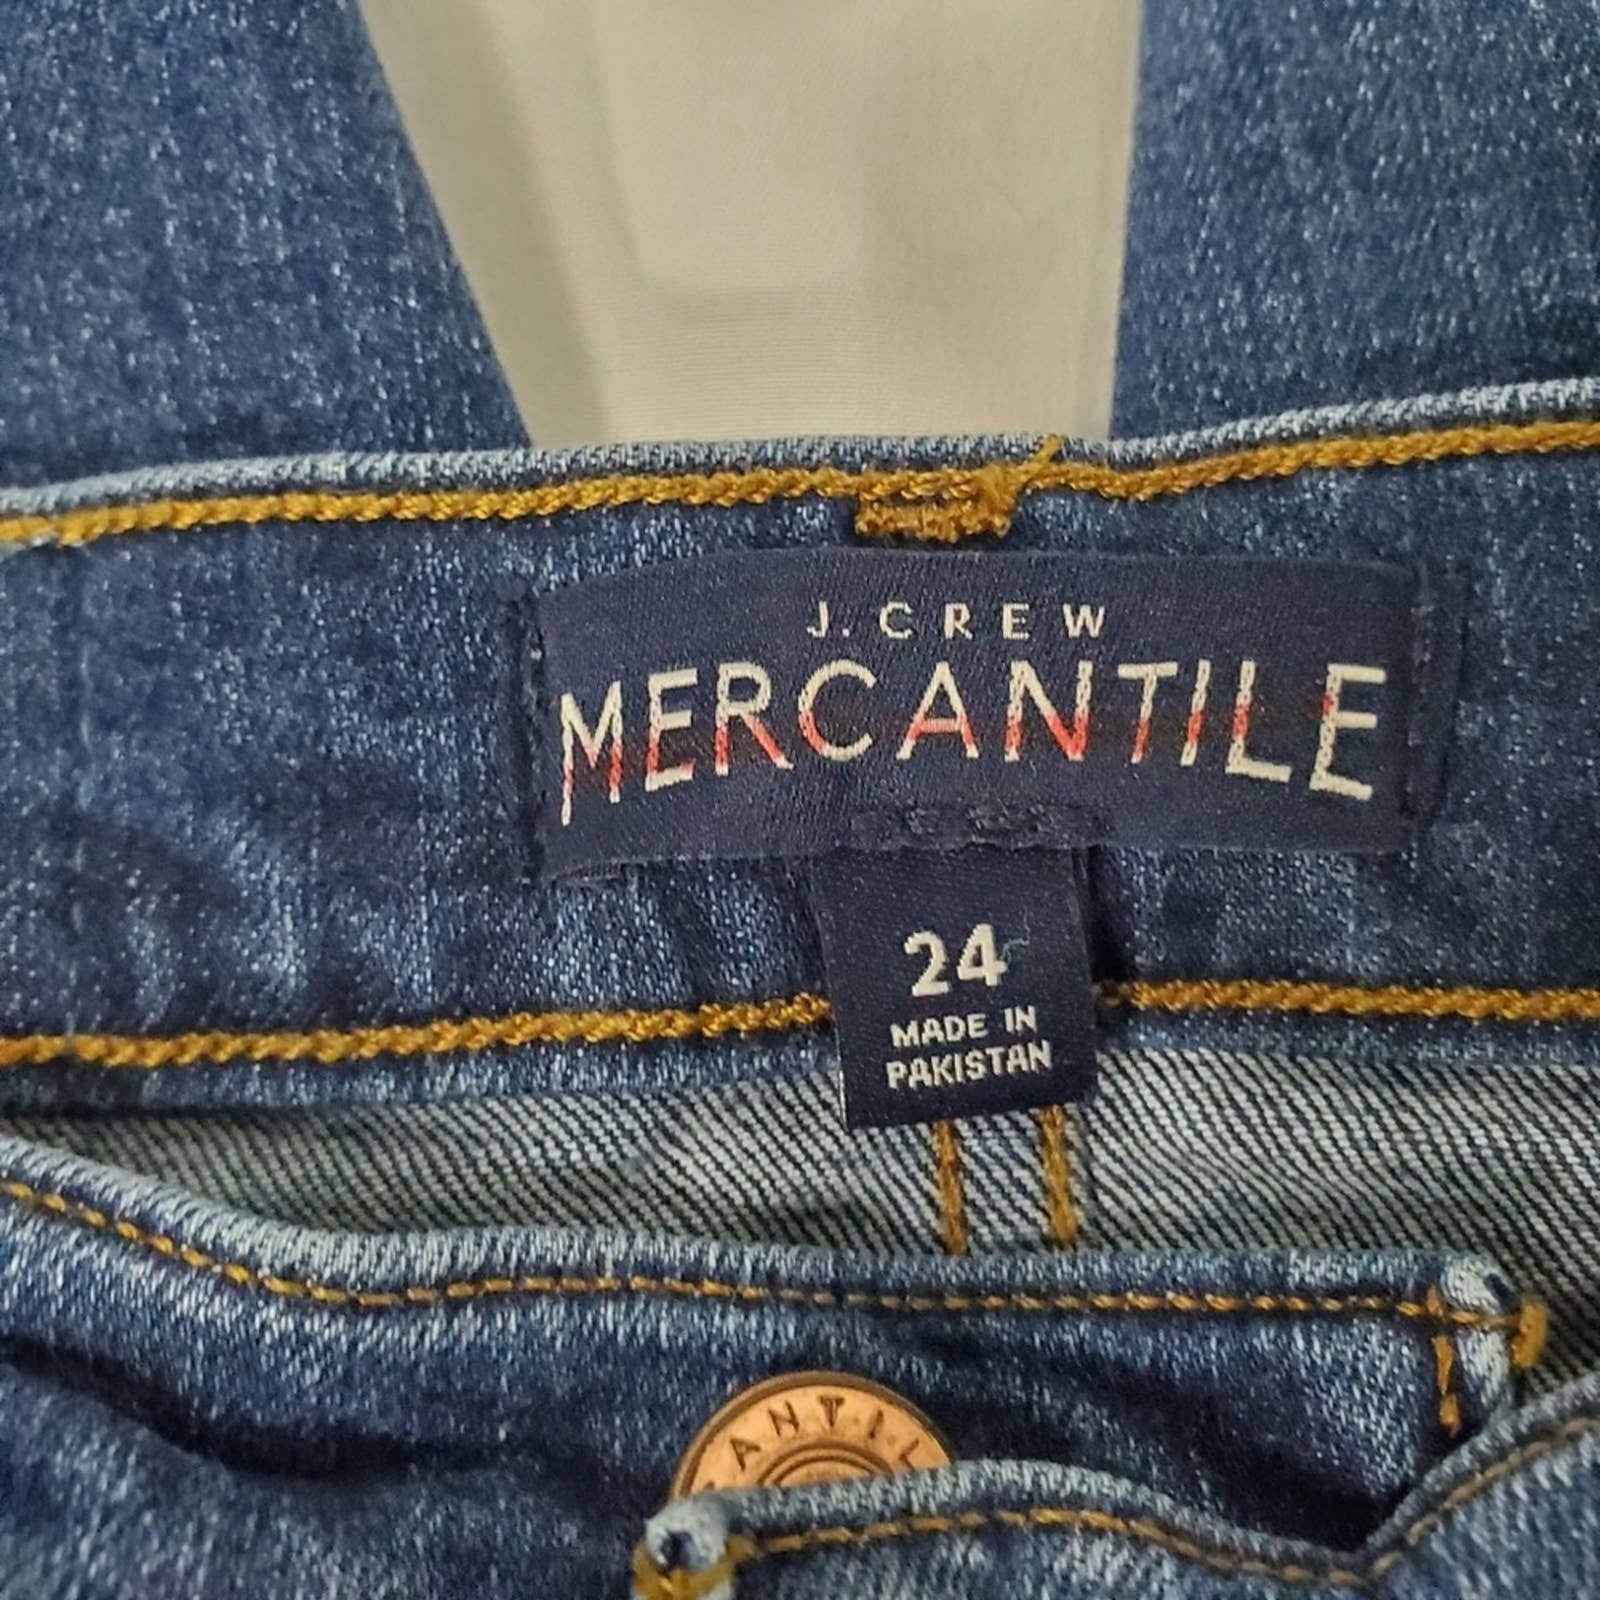 J. CREW
MERCANTILE
24
MADE IN
PAKISTAN